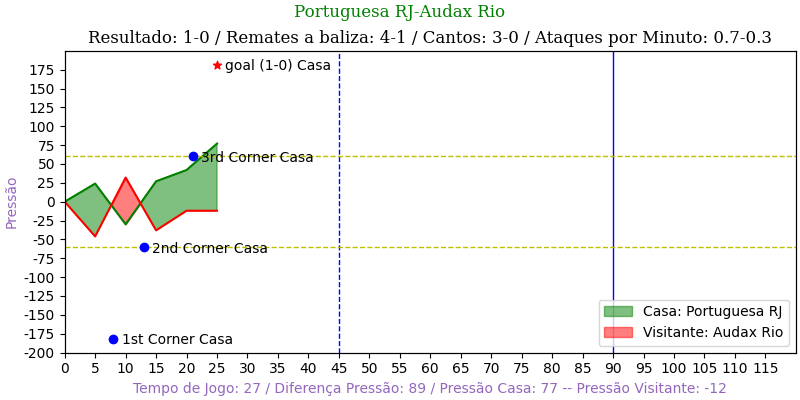 Portuguesa RJ-Audax Rio
Resultado: 1-0 / Remates a baliza: 4-1 / Cantos: 3-0 / Ataques por Minuto: 0.7-0.3
175
150
125
100
75
50
25
0
-25
-50
-75
-100
-125
-150
-175
-200
Pressão
goal (1-0) Casa
3rd Corner Casa
2nd Corner Casa
1st Corner Casa
Casa: Portuguesa RJ
Visitante: Audax Rio
0 5 10 15 20 25 30 35 40 45 50 55 60 65 70 75 80 85 90 95 100 105 110 115
Tempo de Jogo: 27 / Diferença Pressão: 89 / Pressão Casa: 77 -- Pressão Visitante: -12